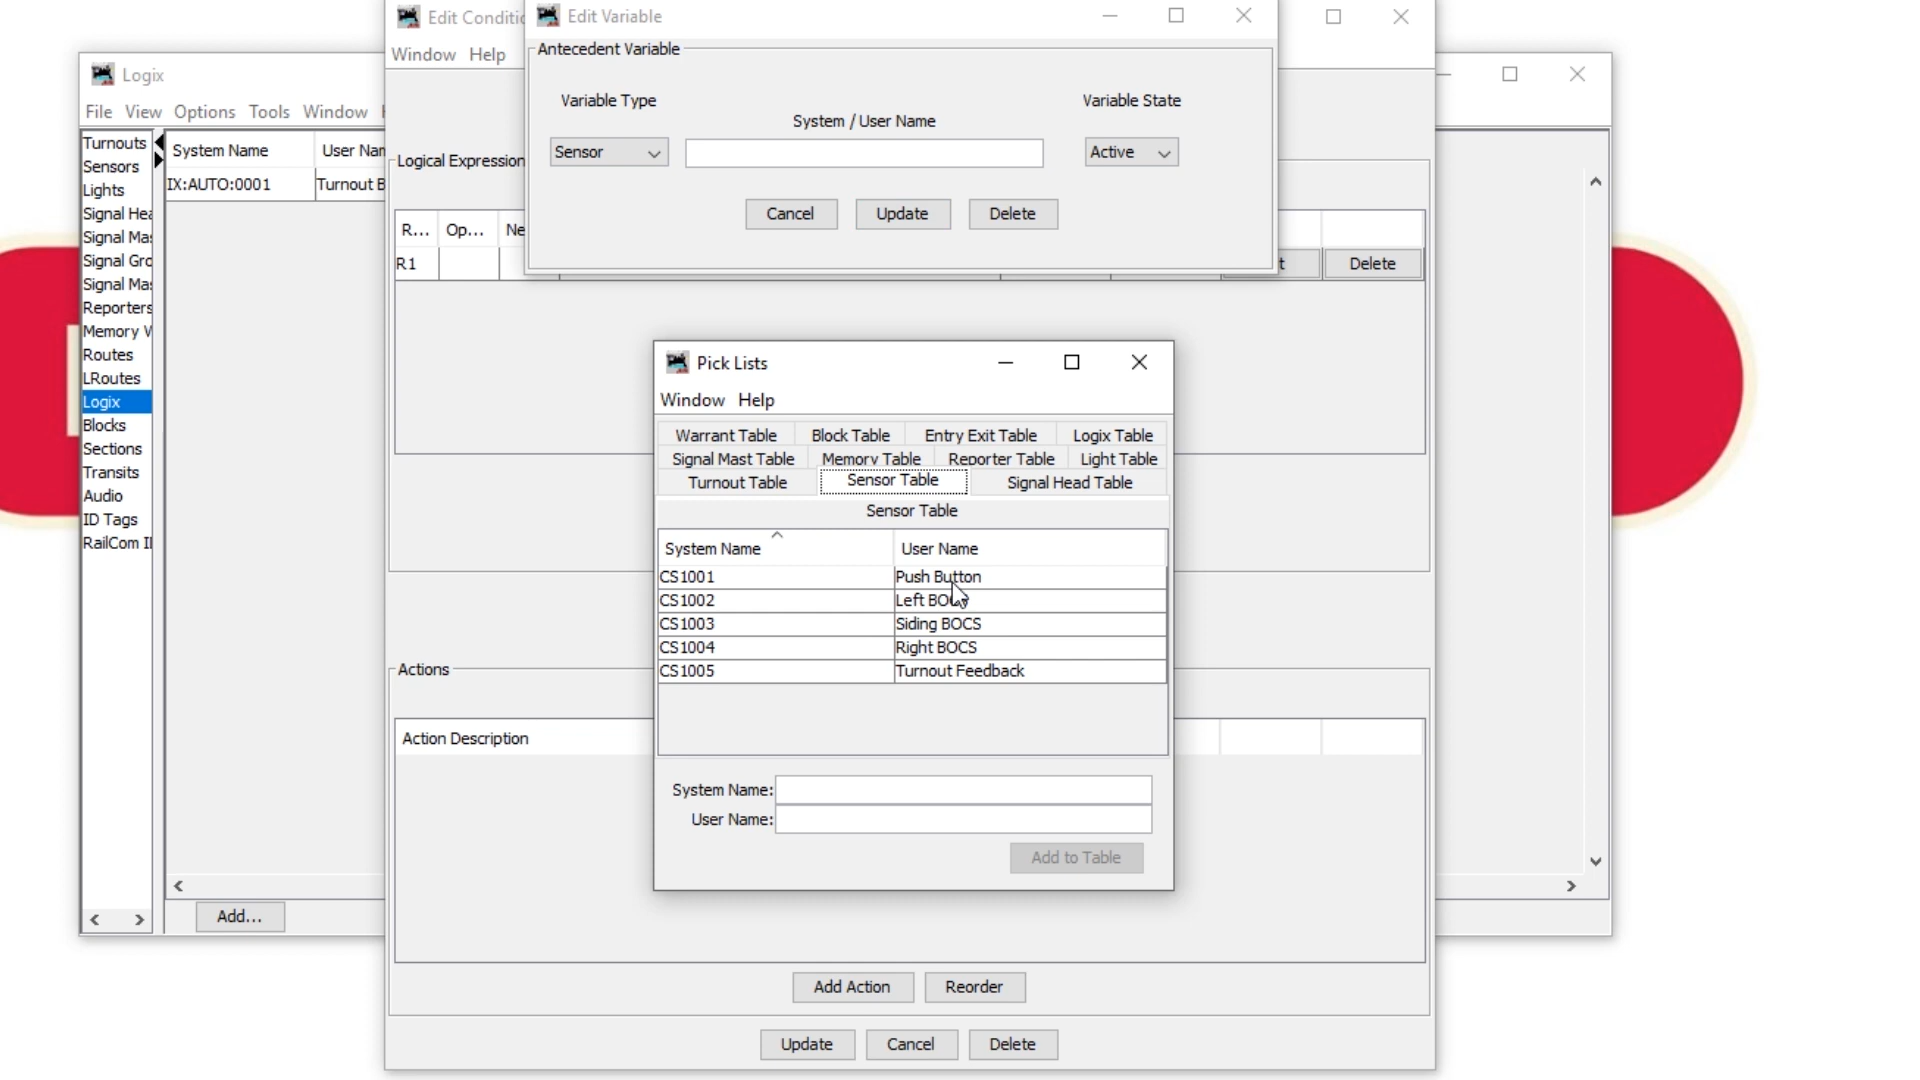 Logix
File View Options Tools Window
Turnouts
Sensors
Lights
Signal Hea
Signal Mas
Signal Gro
Signal Mas
Reporters
Memory V
Routes
LRoutes
Logix
Blocks
Sections
Transits
Audio
ID Tags
RailCom II
System Name User Nam
IX:AUTO:0001 Turnout B
Add...
Edit Conditio
Window Help
Logical Expression
R... Op... Ne
R1 t Delete
Edit Variable
Antecedent Variable
Variable Type System / User Name Variable State
Sensor Active
Cancel Update Delete
Pick Lists
Window Help
Warrant Table Block Table Entry Exit Table Logix Table
Signal Mast Table Memory Table Reporter Table Light Table
Turnout Table Sensor Table Signal Head Table
Sensor Table
System Name User Name
CS1001 Push Button
CS1002 Left BOCS
CS1003 Siding BOCS
CS1004 Right BOCS
CS1005 Turnout Feedback
System Name:
User Name:
Add to Table
Actions
Action Description
Add Action Reorder
Update Cancel Delete